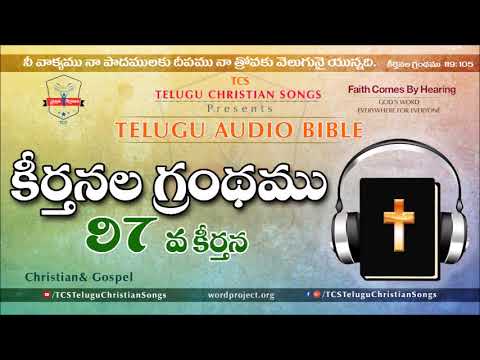 నీ వాక్యము నా పాదములకు దీపము నా త్రోవకు వెలుగునై యున్నది. కీర్తనల గ్రంథము 119:105
TCS
TELUGU CHRISTIAN SONGS
Presents
TELUGU AUDIO BIBLE
Faith Comes By Hearing
GOD'S WORD
EVERYWHERE FOR EVERYONE
TCS
కీర్తనల గ్రంథము
97 వ కీర్తన
Christian& Gospel
/TCSTeluguChristianSongs
wordproject.org
/TCSTeluguChristianSongs